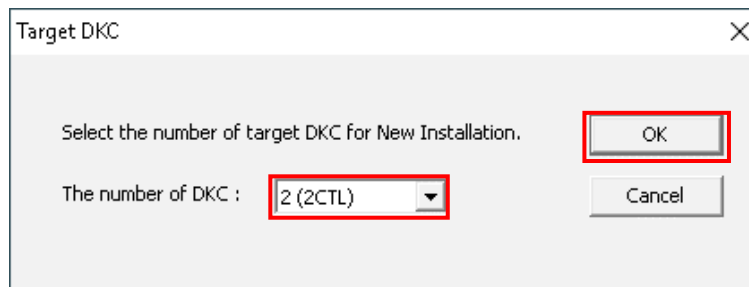 Target DKC
Select the number of target DKC for New Installation.
OK
The number of DKC :
2 (2CTL)
Cancel